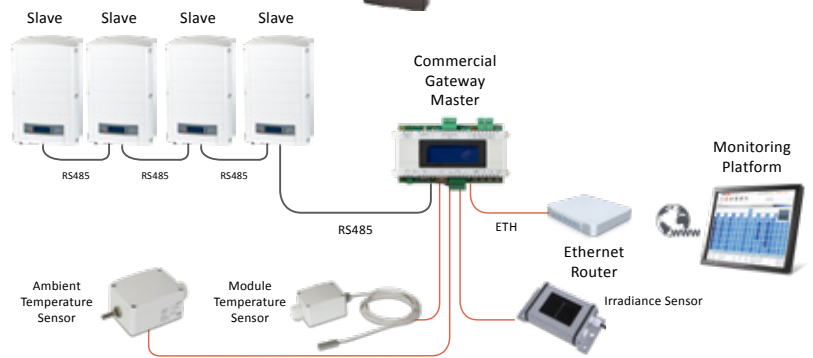 Slave
Slave
Slave
Slave
Commercial
Gateway
Master
Monitoring
Platform
RS485
RS485
RS485
RS485
ETH
Ethernet
Router
Ambient
Temperature
Sensor
Module
Temperature
Sensor
Irradiance Sensor
www